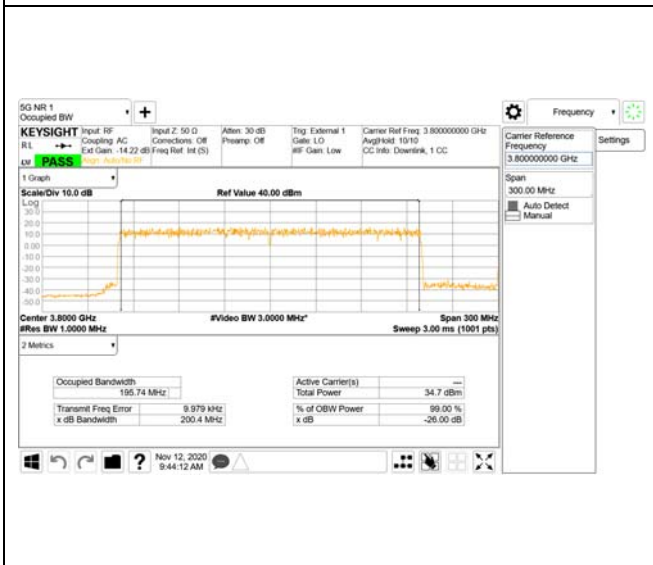 5G NR 1
Occupied BW
+
Frequency
KEYSIGHT Input: RF Input Z: 50 Ω Atten: 30 dB Trig: External 1 Carrier Ref Freq: 3.800000000 GHz
RL Coupling: AC Corrections: Off Preamp: Off Gate: LO Avg|Hold: 10/10
Ext Gain: -14.22 dB Freq Ref: Int (S) #IF Gain: Low CC Info: Downlink, 1 CC
PASS Align: Auto/No RF
Carrier Reference
Frequency
3.800000000 GHz
Settings
Span
300.00 MHz
Auto Detect
Manual
1 Graph
Scale/Div 10.0 dB Ref Value 40.00 dBm
Log
30.0
20.0
10.0
0.00
-10.0
-20.0
-30.0
-40.0
-50.0
Center 3.8000 GHz #Video BW 3.0000 MHz* Span 300 MHz
#Res BW 1.0000 MHz Sweep 3.00 ms (1001 pts)
2 Metrics
Occupied Bandwidth Active Carrier(s) ---
195.74 MHz Total Power 34.7 dBm
Transmit Freq Error 9.979 kHz % of OBW Power 99.00 %
x dB Bandwidth 200.4 MHz x dB -26.00 dB
? Nov 12, 2020
9:44:12 AM